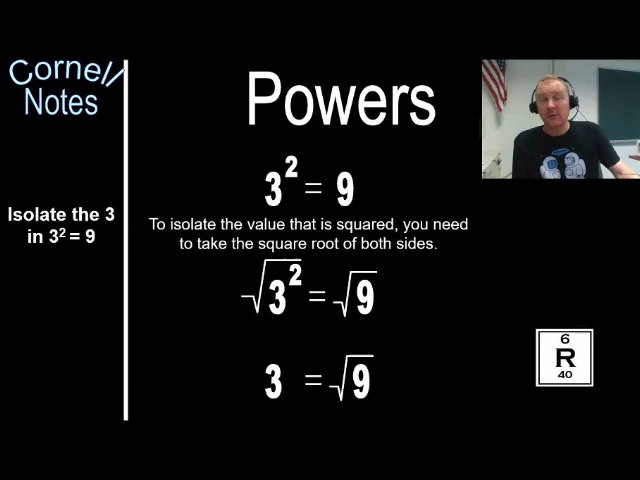 Cornell
Notes
Powers
3² = 9
Isolate the 3
in 3² = 9
To isolate the value that is squared, you need
to take the square root of both sides.
√3² = √9
3 = √9
6
R
40